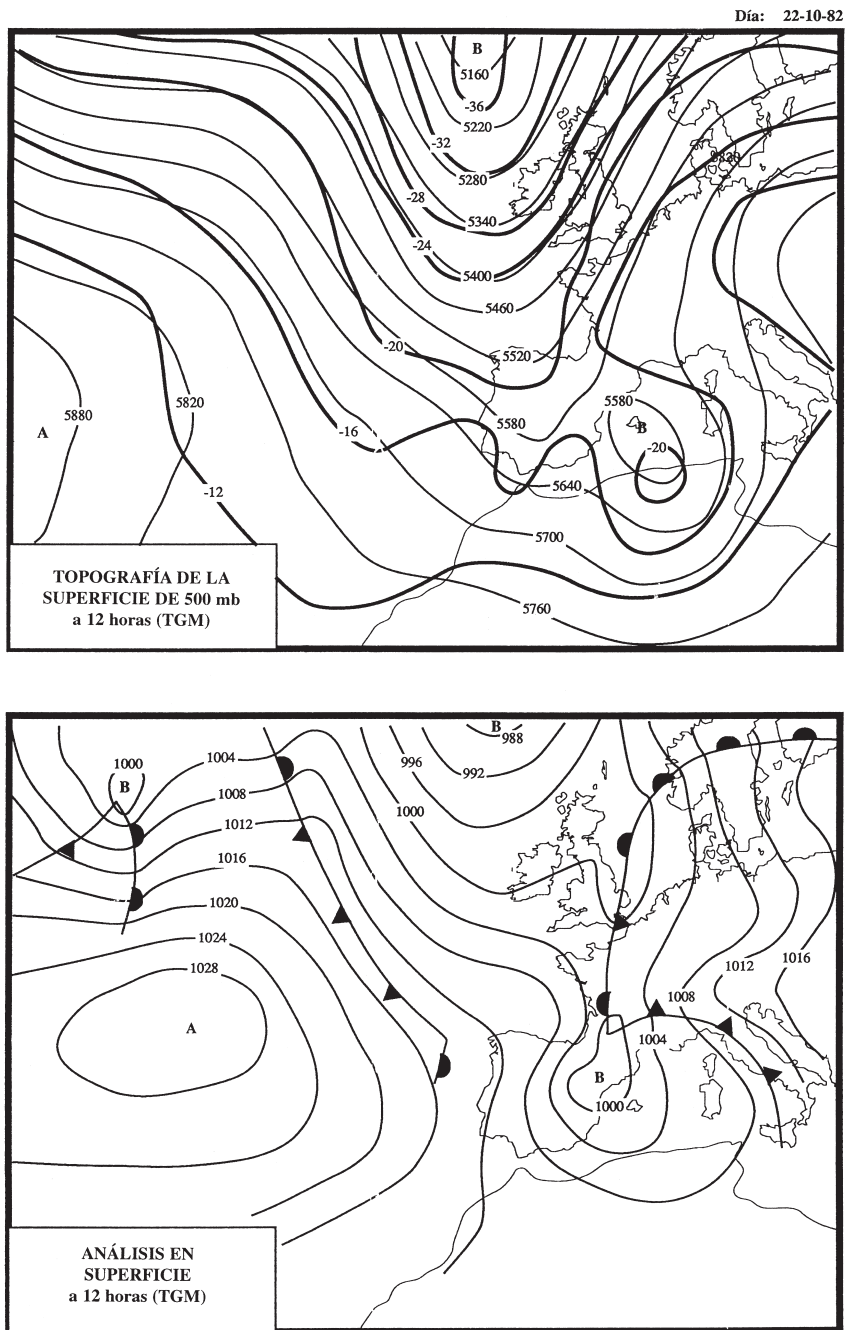 Día: 22-10-82
B
5160
-36
5220
-32
5280
-28
5340
-24
5400
5460
-20
5520
5820
5880
5820
A
-16
5580
5580
B
-20
-12
5640
5700
5760
TOPOGRAFÍA DE LA
SUPERFICIE DE 500 mb
a 12 horas (TGM)
B
988
1000
1004
996
992
B
1008
1000
1012
1016
1020
1024
1028
A
1016
1012
1008
1004
B
1000
ANÁLISIS EN
SUPERFICIE
a 12 horas (TGM)